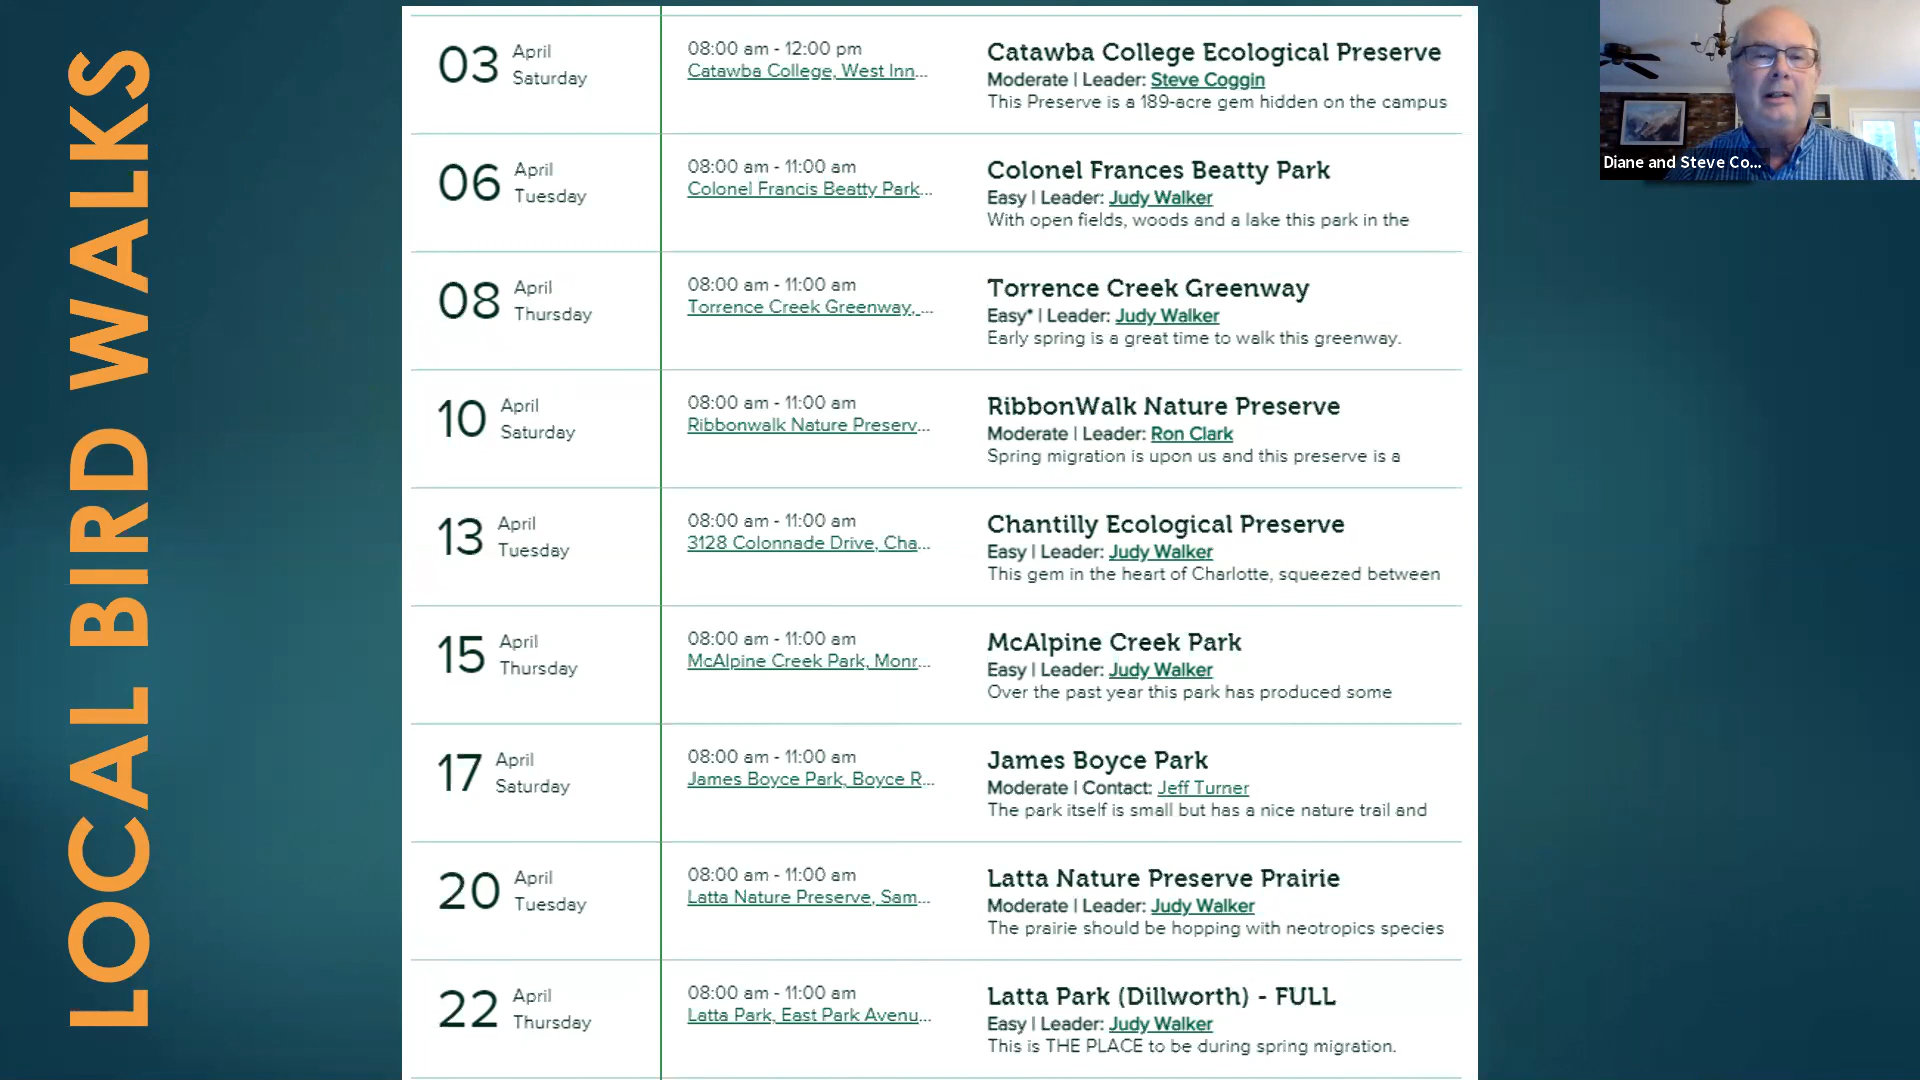 LOCAL BIRD WALKS
03 April Saturday
08:00 am - 12:00 pm
Catawba College, West Inn...
Catawba College Ecological Preserve
Moderate | Leader: Steve Coggin
This Preserve is a 189-acre gem hidden on the campus
06 April Tuesday
08:00 am - 11:00 am
Colonel Francis Beatty Park...
Colonel Frances Beatty Park
Easy | Leader: Judy Walker
With open fields, woods and a lake this park in the
08 April Thursday
08:00 am - 11:00 am
Torrence Creek Greenway, ...
Torrence Creek Greenway
Easy* | Leader: Judy Walker
Early spring is a great time to walk this greenway.
10 April Saturday
08:00 am - 11:00 am
Ribbonwalk Nature Preserv...
RibbonWalk Nature Preserve
Moderate | Leader: Ron Clark
Spring migration is upon us and this preserve is a
13 April Tuesday
08:00 am - 11:00 am
3128 Colonnade Drive, Cha...
Chantilly Ecological Preserve
Easy | Leader: Judy Walker
This gem in the heart of Charlotte, squeezed between
15 April Thursday
08:00 am - 11:00 am
McAlpine Creek Park, Monr...
McAlpine Creek Park
Easy | Leader: Judy Walker
Over the past year this park has produced some
17 April Saturday
08:00 am - 11:00 am
James Boyce Park, Boyce R...
James Boyce Park
Moderate | Contact: Jeff Turner
The park itself is small but has a nice nature trail and
20 April Tuesday
08:00 am - 11:00 am
Latta Nature Preserve, Sam...
Latta Nature Preserve Prairie
Moderate | Leader: Judy Walker
The prairie should be hopping with neotropics species
22 April Thursday
08:00 am - 11:00 am
Latta Park, East Park Avenu...
Latta Park (Dillworth) - FULL
Easy | Leader: Judy Walker
This is THE PLACE to be during spring migration.
Diane and Steve Co...